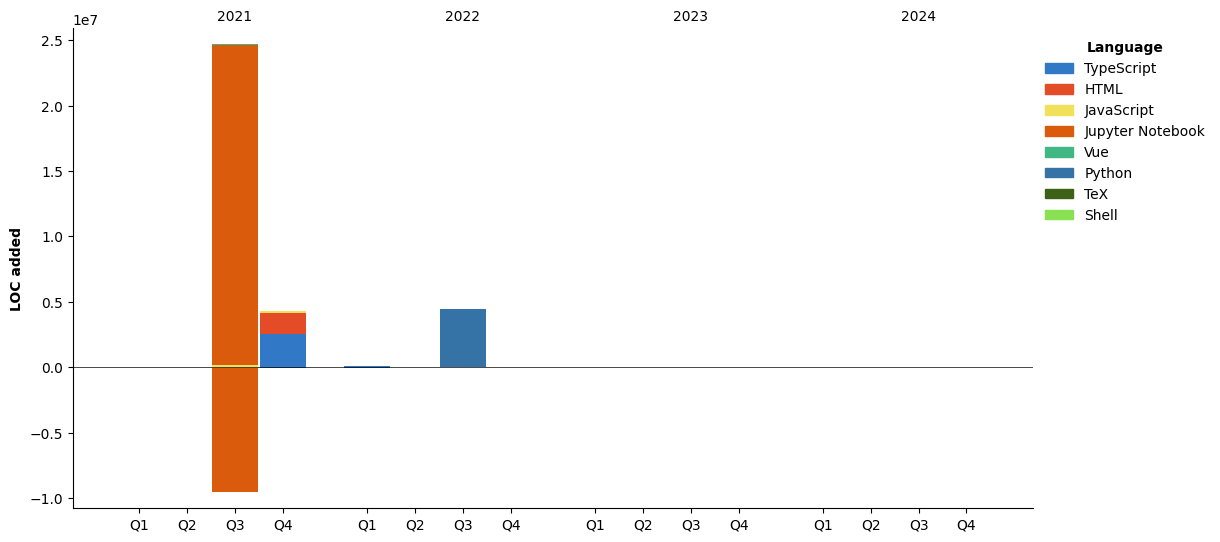 2021 2022 2023 2024
1e7
2.5
2.0
1.5
1.0
0.5
0.0
−0.5
−1.0
LOC added
Q1 Q2 Q3 Q4 Q1 Q2 Q3 Q4 Q1 Q2 Q3 Q4 Q1 Q2 Q3 Q4
Language
TypeScript
HTML
JavaScript
Jupyter Notebook
Vue
Python
TeX
Shell